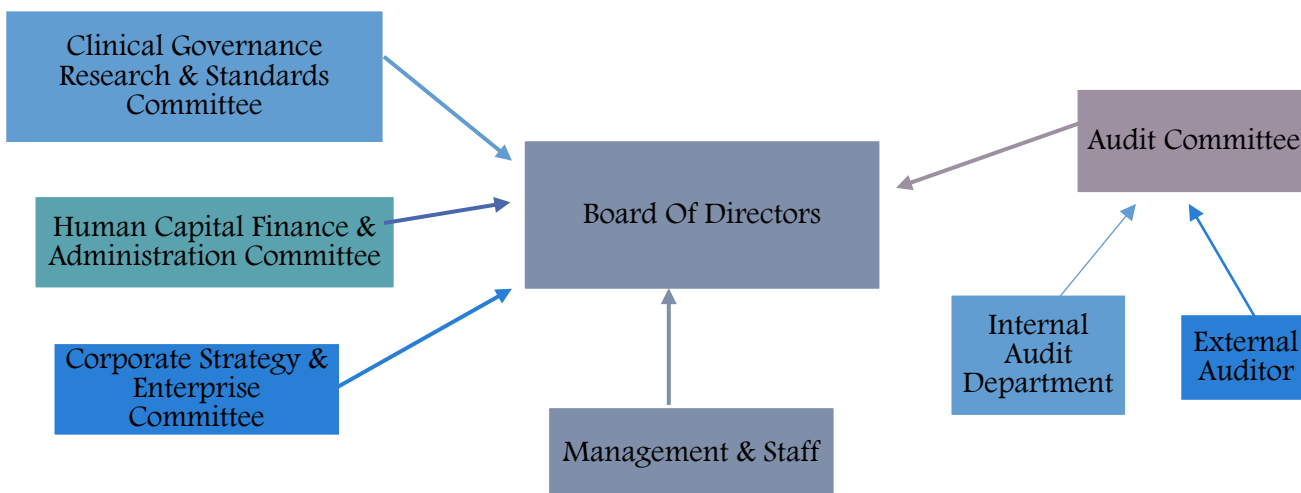 Clinical Governance
Research & Standards
Committee
Human Capital Finance &
Administration Committee
Corporate Strategy &
Enterprise
Committee
Board Of Directors
Management & Staff
Audit Committee
Internal
Audit
Department
External
Auditor